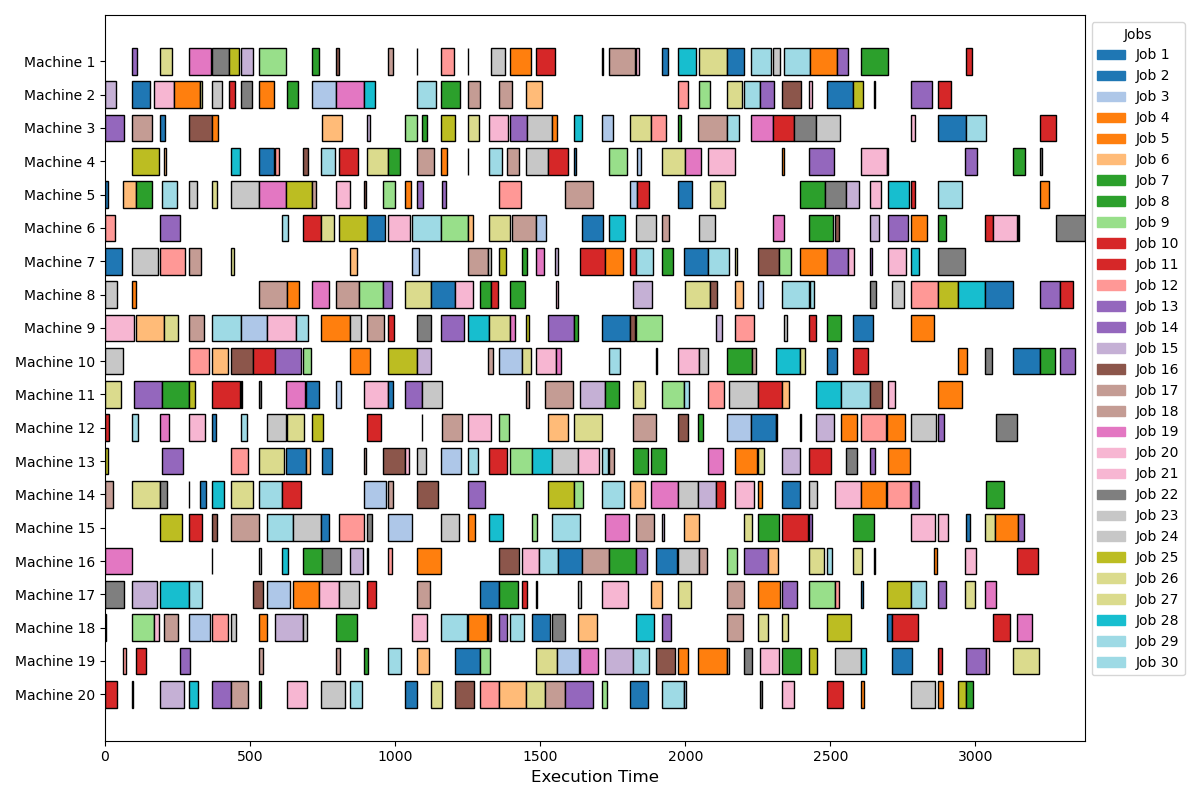 Machine 1
Machine 2
Machine 3
Machine 4
Machine 5
Machine 6
Machine 7
Machine 8
Machine 9
Machine 10
Machine 11
Machine 12
Machine 13
Machine 14
Machine 15
Machine 16
Machine 17
Machine 18
Machine 19
Machine 20
0 500 1000 1500 2000 2500 3000
Execution Time
Jobs
Job 1
Job 2
Job 3
Job 4
Job 5
Job 6
Job 7
Job 8
Job 9
Job 10
Job 11
Job 12
Job 13
Job 14
Job 15
Job 16
Job 17
Job 18
Job 19
Job 20
Job 21
Job 22
Job 23
Job 24
Job 25
Job 26
Job 27
Job 28
Job 29
Job 30